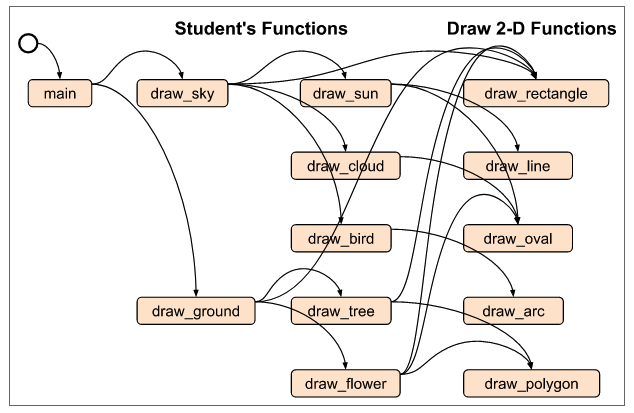 Student's Functions Draw 2-D Functions
main draw_sky draw_sun draw_rectangle
draw_cloud draw_line
draw_bird draw_oval
draw_ground draw_tree draw_arc
draw_flower draw_polygon